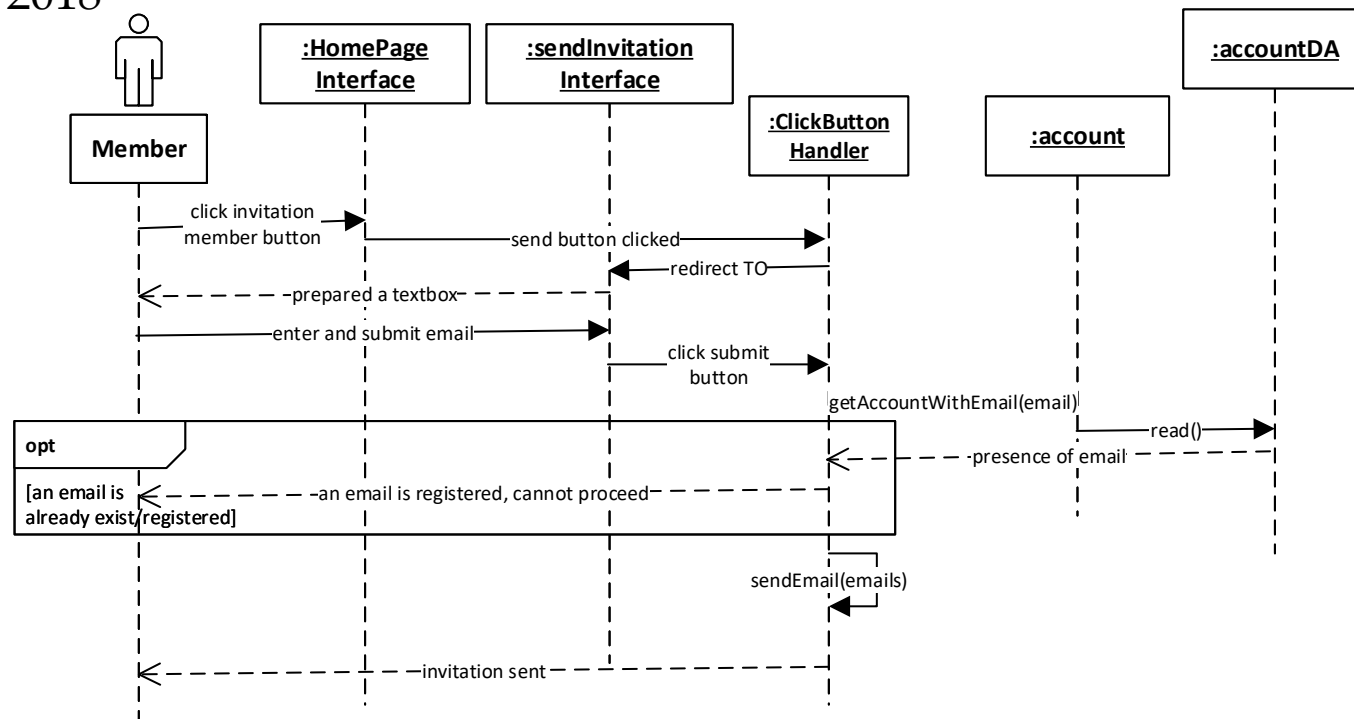 2018
:HomePage
Interface
:sendInvitation
Interface
:accountDA
:ClickButton
Handler
:account
Member
click invitation
member button
send button clicked
redirect TO
prepared a textbox
enter and submit email
click submit
button
getAccountWithEmail(email)
read()
opt
presence of email
[an email is
already exist/registered]
an email is registered, cannot proceed
sendEmail(emails)
invitation sent